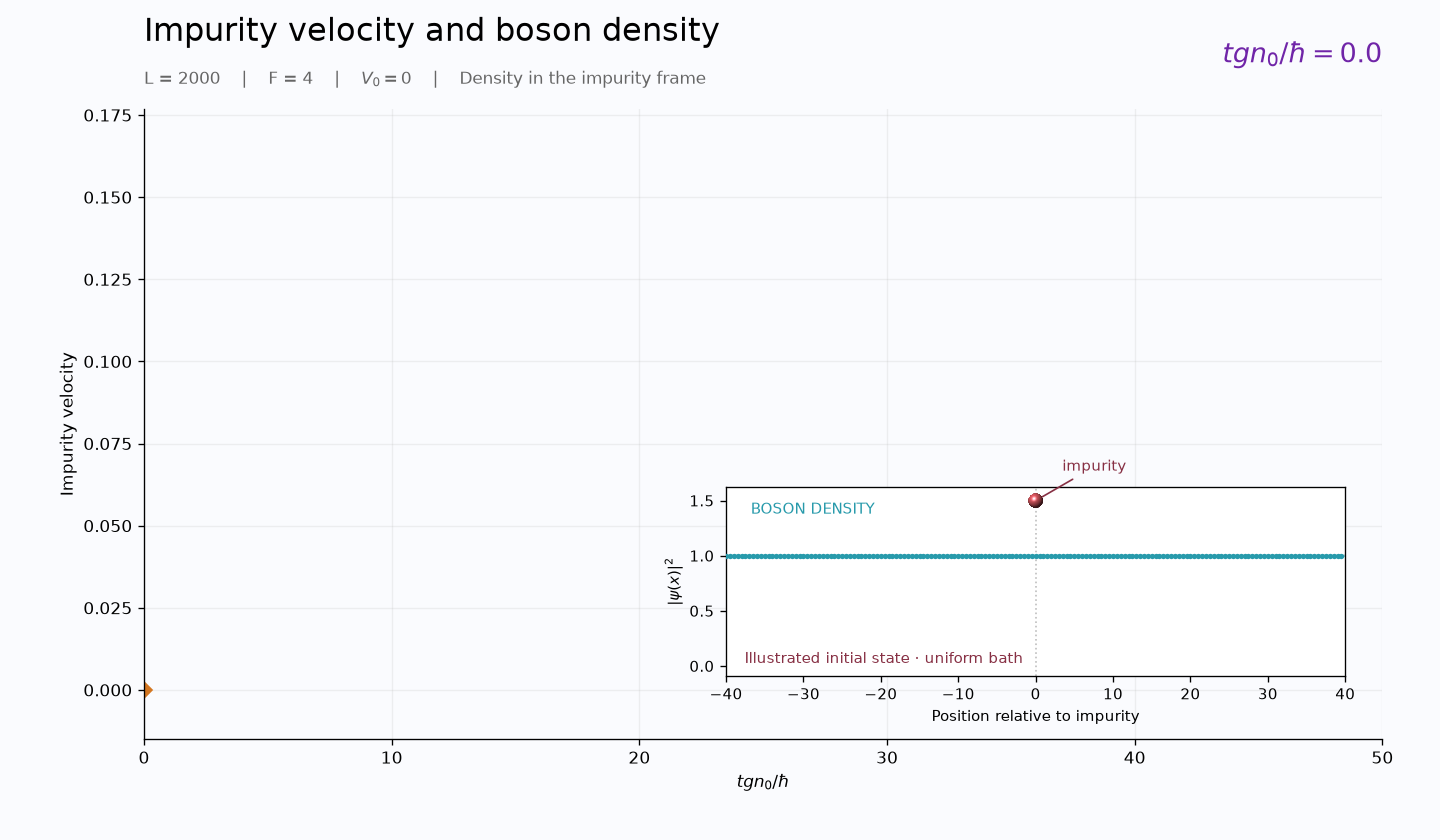 Impurity velocity and boson density
tgn₀/ħ = 0.0
L = 2000 | F = 4 | V₀ = 0 | Density in the impurity frame
0.175
0.150
0.125
0.100
0.075
0.050
0.025
0.000
Impurity velocity
0 10 20 30 40 50
tgn₀/ħ
impurity
BOSON DENSITY
1.5
1.0
0.5
0.0
|ψ(x)|²
Illustrated initial state · uniform bath
−40 −30 −20 −10 0 10 20 30 40
Position relative to impurity